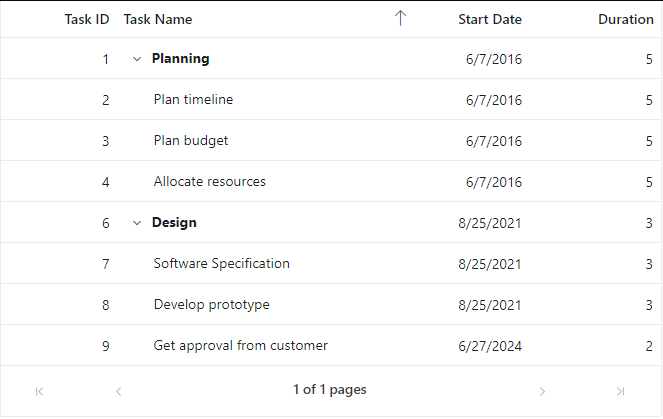 Task ID Task Name Start Date Duration
1 Planning 6/7/2016 5
2 Plan timeline 6/7/2016 5
3 Plan budget 6/7/2016 5
4 Allocate resources 6/7/2016 5
6 Design 8/25/2021 3
7 Software Specification 8/25/2021 3
8 Develop prototype 8/25/2021 3
9 Get approval from customer 6/27/2024 2
1 of 1 pages